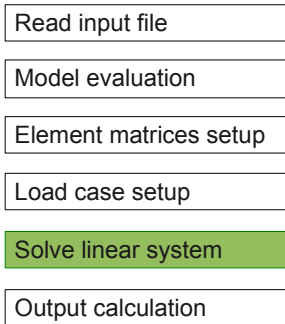 Read input file
Model evaluation
Element matrices setup
Load case setup
Solve linear system
Output calculation